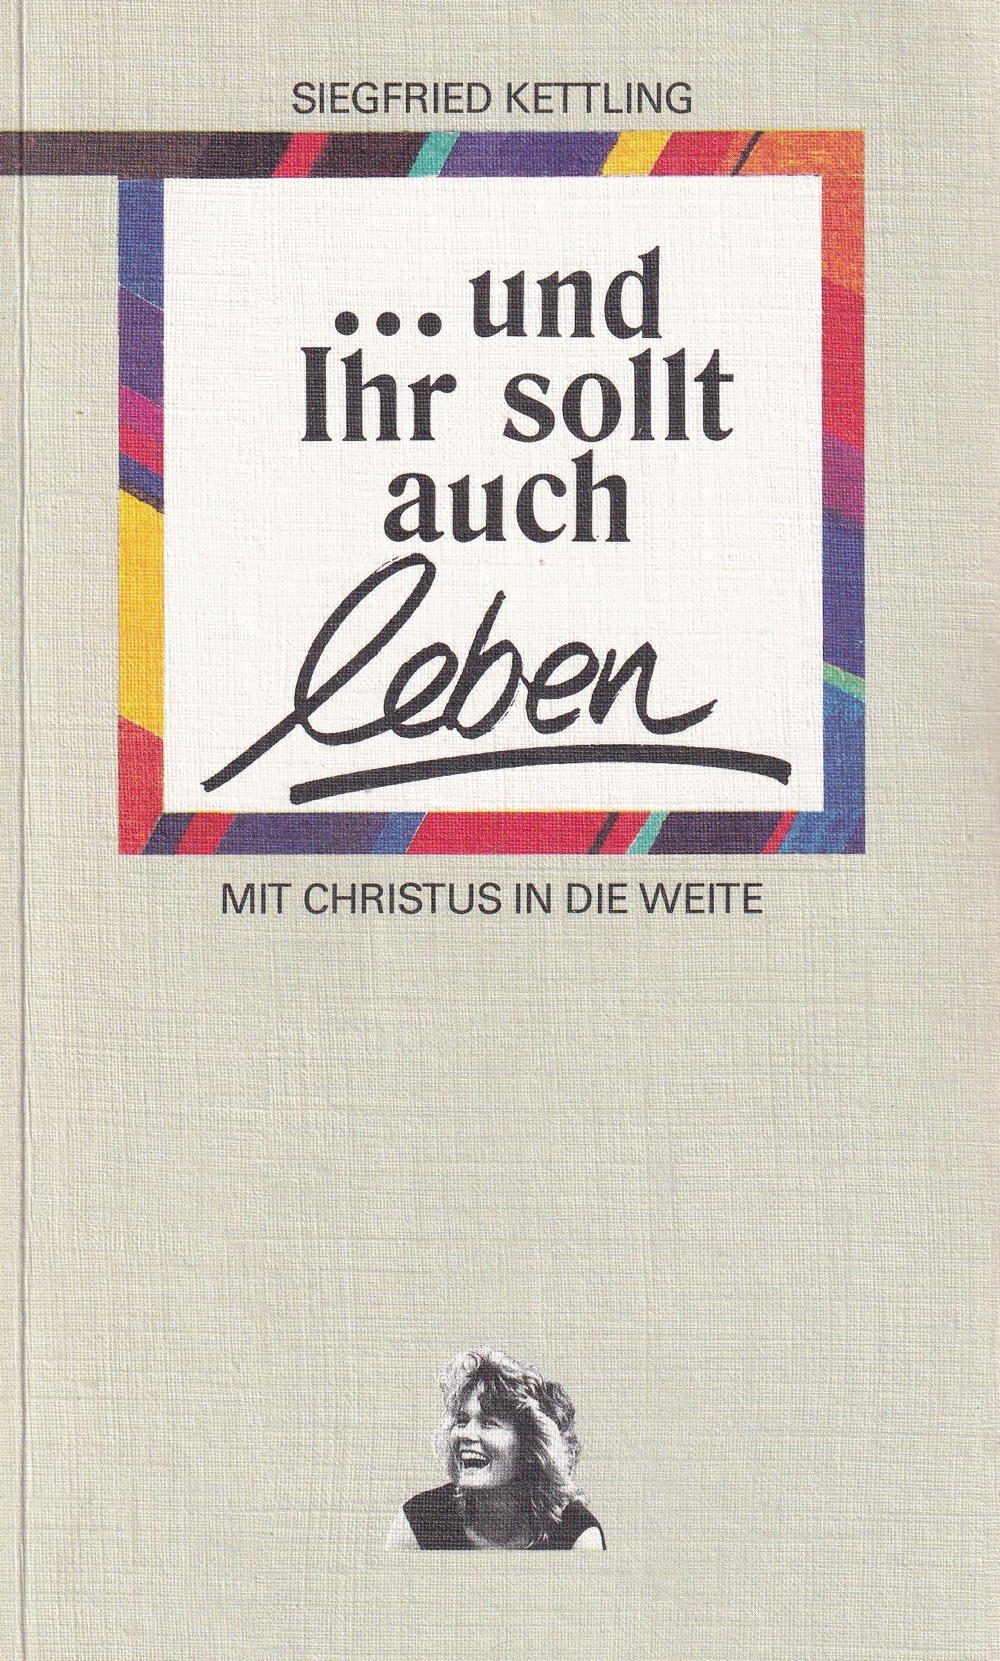 SIEGFRIED KETTLING
...und
Ihr sollt
auch
leben
MIT CHRISTUS IN DIE WEITE